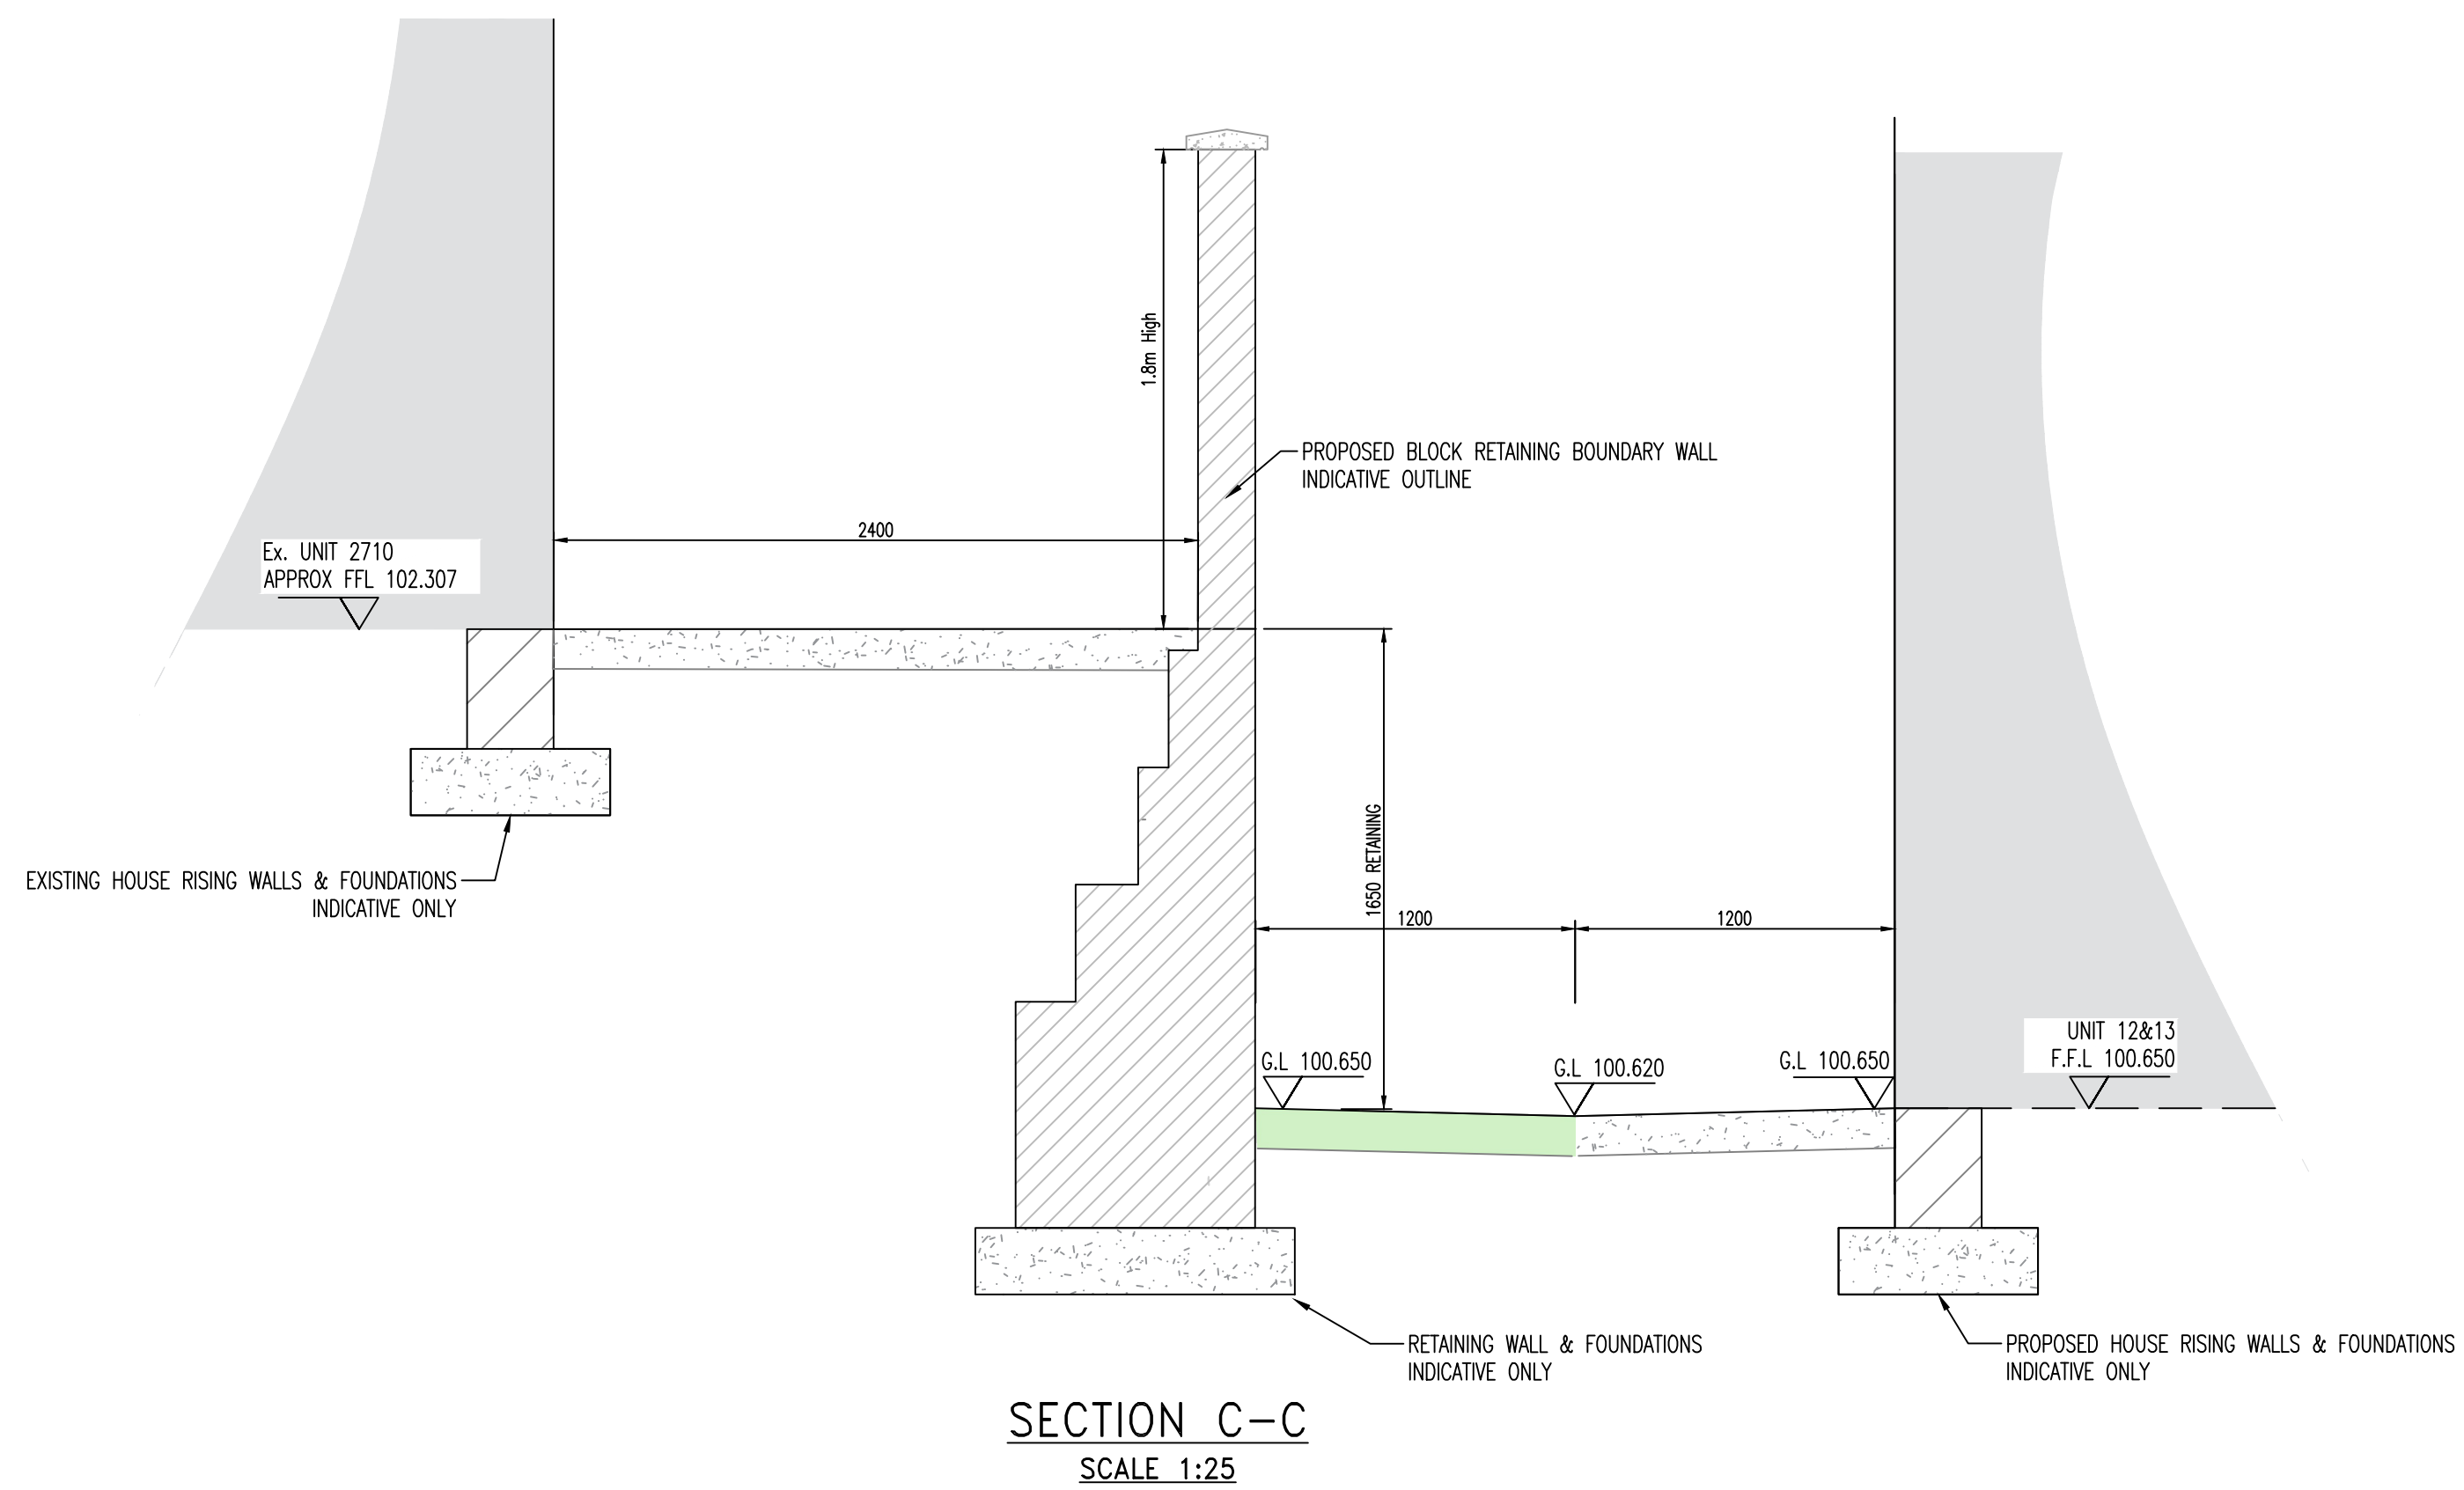 1.8m High
PROPOSED BLOCK RETAINING BOUNDARY WALL
INDICATIVE OUTLINE
2400
Ex. UNIT 2710
APPROX FFL 102.307
EXISTING HOUSE RISING WALLS & FOUNDATIONS
INDICATIVE ONLY
1650 RETAINING
1200
1200
G.L 100.650
G.L 100.620
G.L 100.650
UNIT 12&13
F.F.L 100.650
RETAINING WALL & FOUNDATIONS
INDICATIVE ONLY
PROPOSED HOUSE RISING WALLS & FOUNDATIONS
INDICATIVE ONLY
SECTION C-C
SCALE 1:25